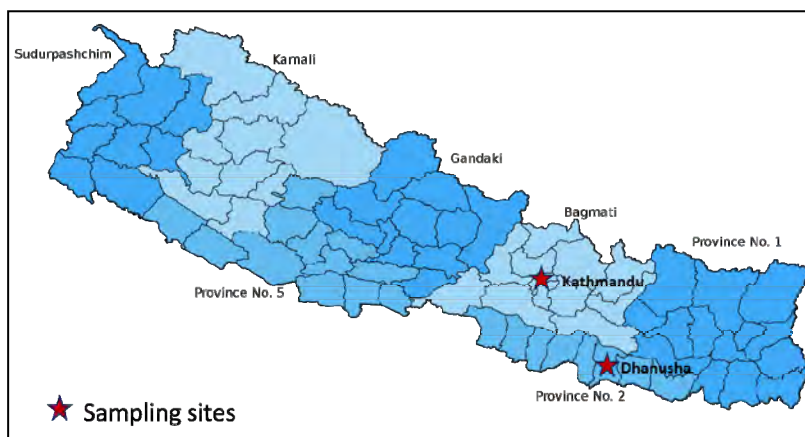 Sudurpashchim
Karnali
Gandaki
Bagmati
Province No. 1
Kathmandu
Province No. 5
Dhanusha
Province No. 2
Sampling sites